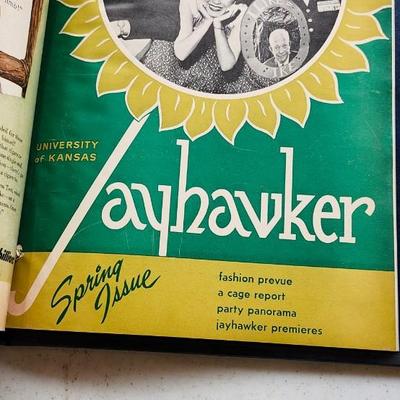 UNIVERSITY
of KANSAS
Jayhawker
Spring
Issue
fashion prevue
a cage report
party panorama
jayhawker premieres